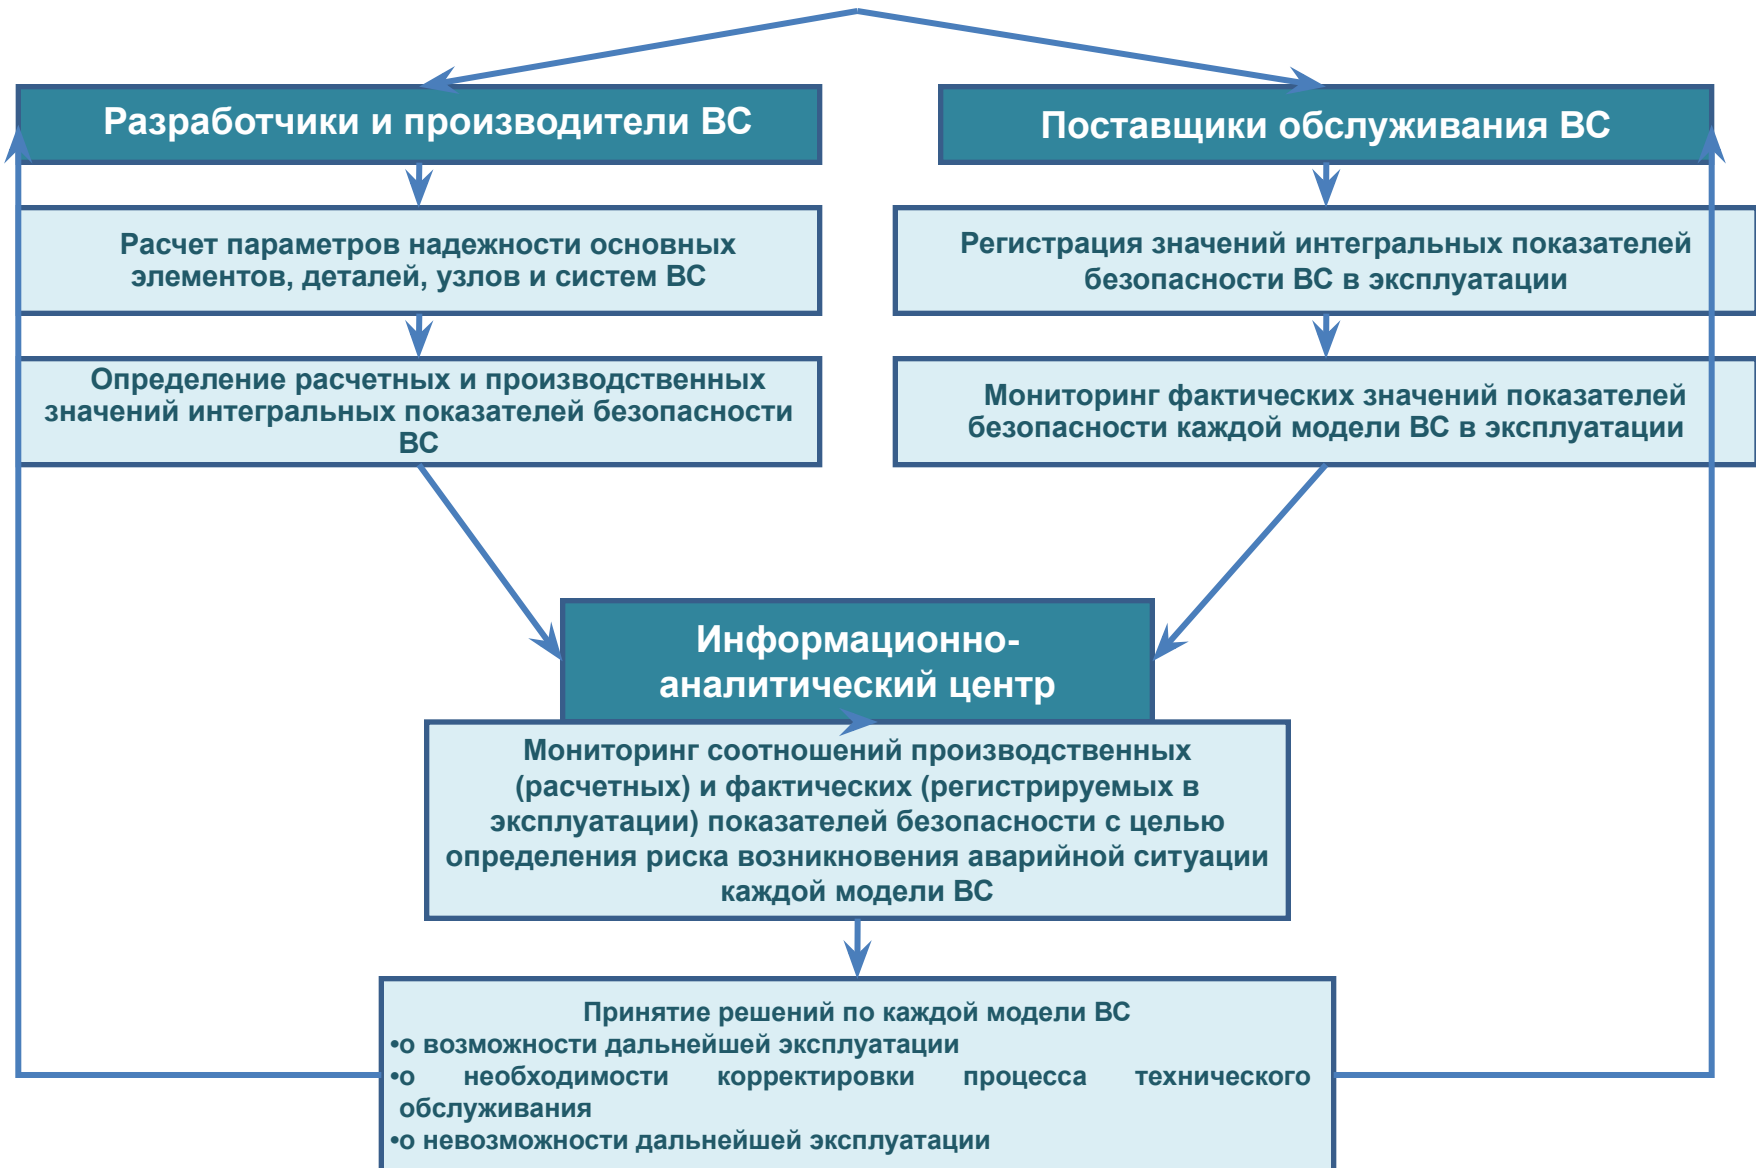 Разработчики и производители ВС
Поставщики обслуживания ВС
Расчет параметров надежности основных
элементов, деталей, узлов и систем ВС
Регистрация значений интегральных показателей
безопасности ВС в эксплуатации
Определение расчетных и производственных
значений интегральных показателей безопасности
ВС
Мониторинг фактических значений показателей
безопасности каждой модели ВС в эксплуатации
Информационно-
аналитический центр
Мониторинг соотношений производственных
(расчетных) и фактических (регистрируемых в
эксплуатации) показателей безопасности с целью
определения риска возникновения аварийной ситуации
каждой модели ВС
Принятие решений по каждой модели ВС
•о возможности дальнейшей эксплуатации
•о необходимости корректировки процесса технического
обслуживания
•о невозможности дальнейшей эксплуатации